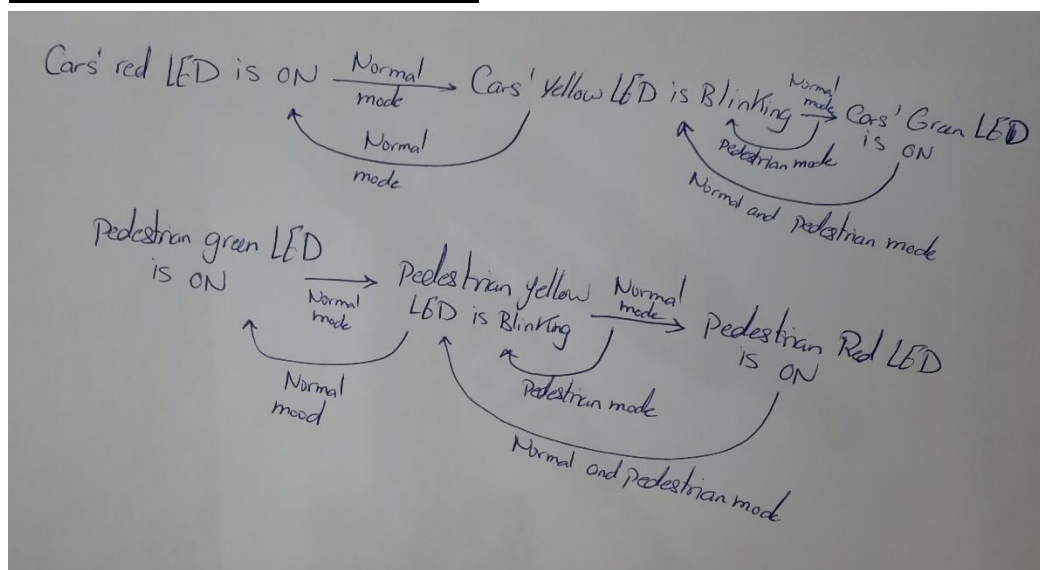 Cars' red LED is ON
Normal
mode
Cars' Yellow LED is Blinking
Normal
mode
Cars' Green LED
is ON
Normal
mode
Pedestrian mode
Normal and pedestrian mode
Pedestrian green LED
is ON
Normal
mode
Pedestrian yellow
LED is Blinking
Normal
mode
Pedestrian Red LED
is ON
Normal
mood
Pedestrian mode
Normal and pedestrian mode